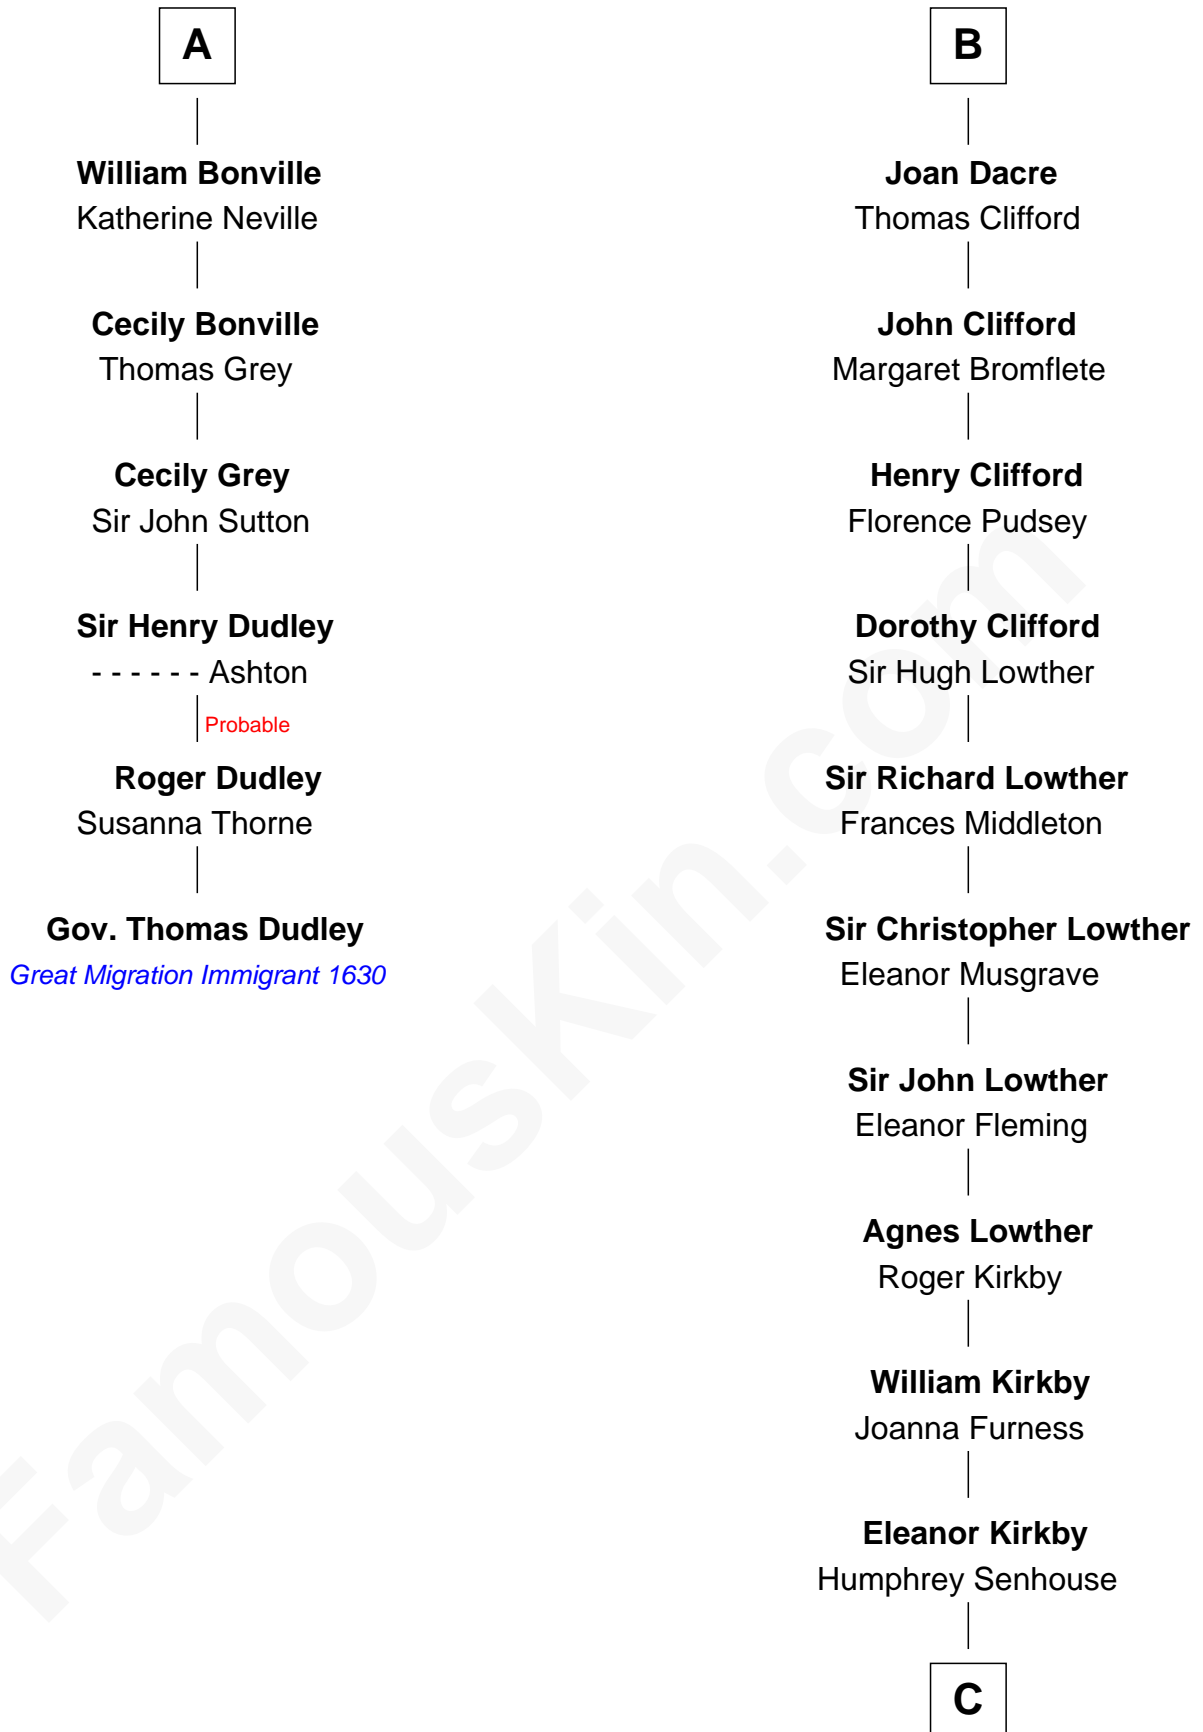 A
William Bonville
Katherine Neville
Cecily Bonville
Thomas Grey
Cecily Grey
Sir John Sutton
Sir Henry Dudley
- - - - - - Ashton
Probable
Roger Dudley
Susanna Thorne
Gov. Thomas Dudley
Great Migration Immigrant 1630
B
Joan Dacre
Thomas Clifford
John Clifford
Margaret Bromflete
Henry Clifford
Florence Pudsey
Dorothy Clifford
Sir Hugh Lowther
Sir Richard Lowther
Frances Middleton
Sir Christopher Lowther
Eleanor Musgrave
Sir John Lowther
Eleanor Fleming
Agnes Lowther
Roger Kirkby
William Kirkby
Joanna Furness
Eleanor Kirkby
Humphrey Senhouse
C
FamousKin.com